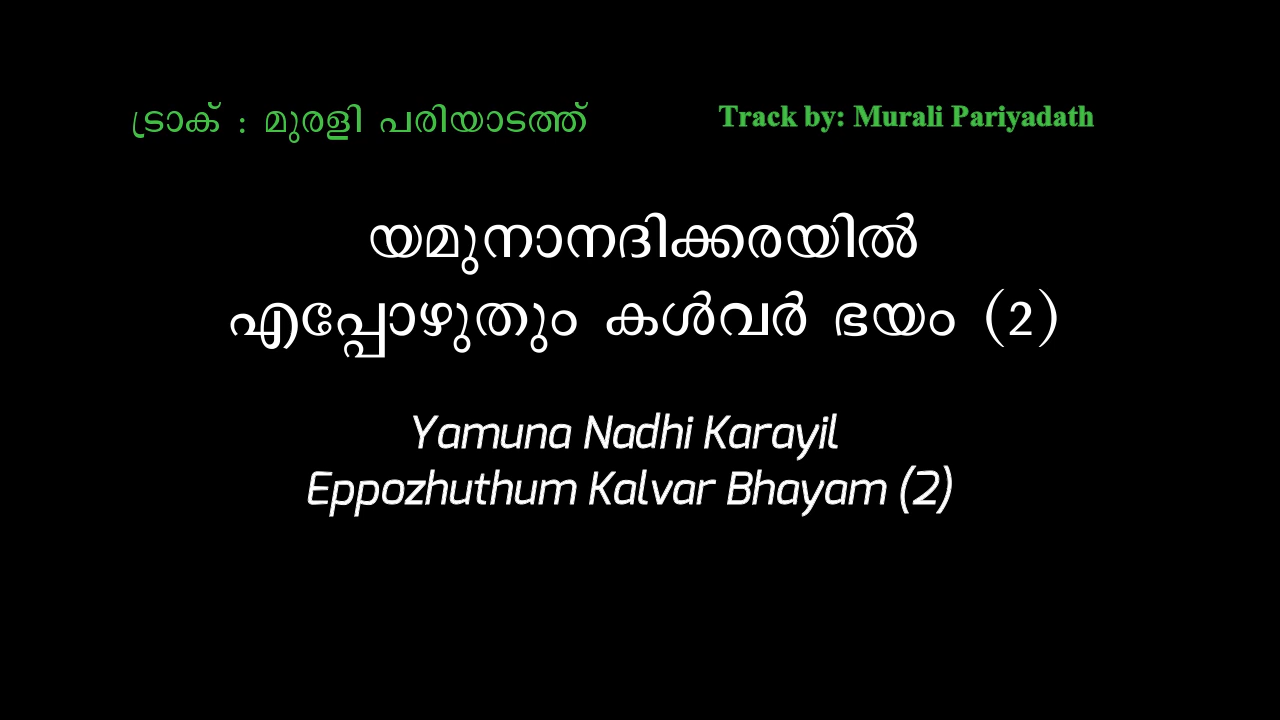 ട്രാക് : മുരളി പരിയാടത്ത് Track by: Murali Pariyadath
യമുനാനദിക്കരയിൽ
എപ്പോഴുതും കൾവർ ഭയം (2)
Yamuna Nadhi Karayil
Eppozhuthum Kalvar Bhayam (2)